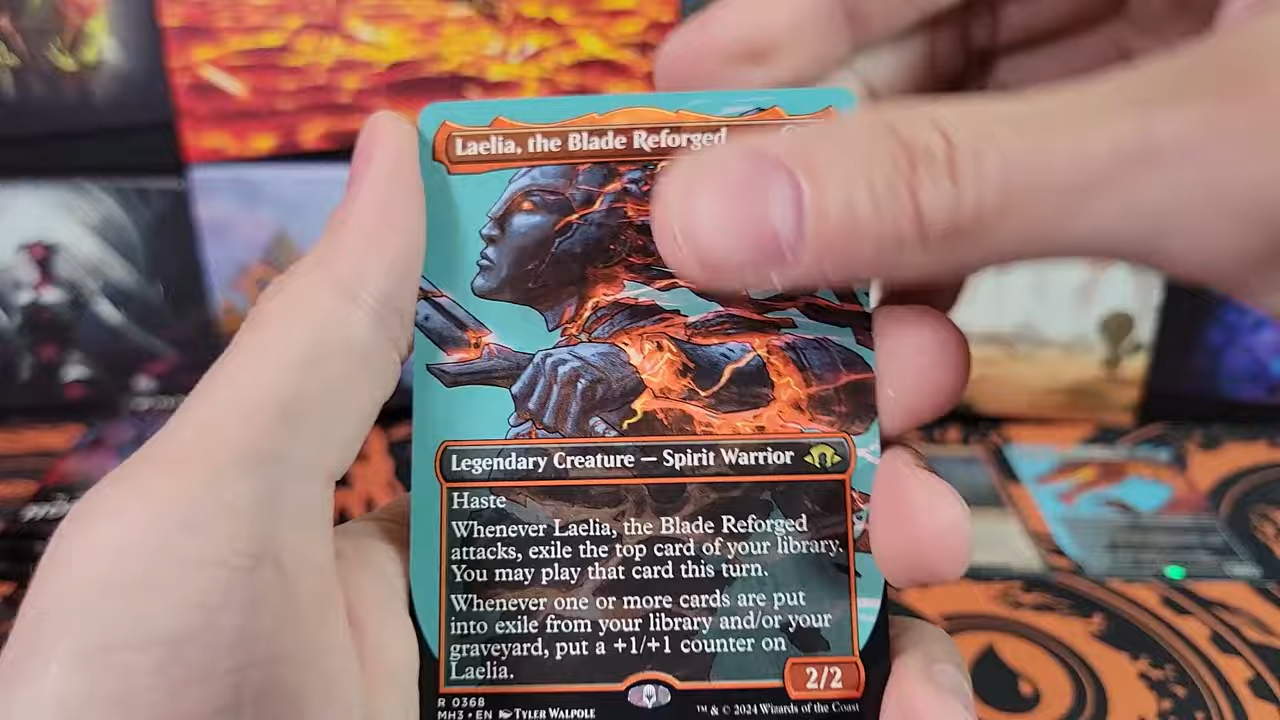 Laelia, the Blade Reforged
Legendary Creature — Spirit Warrior
Haste
Whenever Laelia, the Blade Reforged
attacks, exile the top card of your library.
You may play that card this turn.
Whenever one or more cards are put
into exile from your library and/or your
graveyard, put a +1/+1 counter on
Laelia.
2/2
R 0368
MH3 • EN TYLER WALPOLE
™ & © 2024 Wizards of the Coast